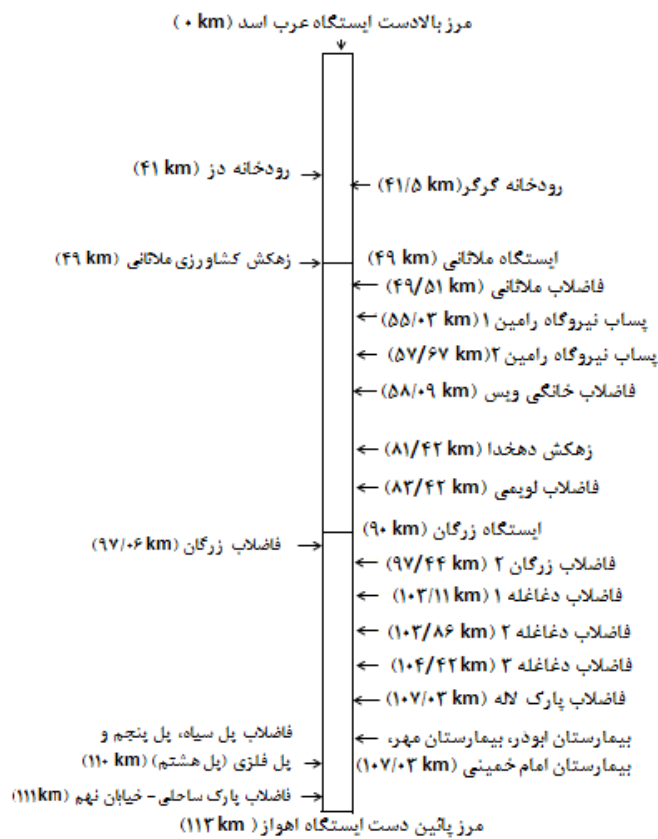 مرز بالادست ایستگاه عرب اسد (۰ km)
رودخانه دز (۴۱ km)
رودخانه گرگر (۴۱/۵ km)
ایستگاه ملاثانی (۴۹ km)
زهکش کشاورزی ملاثانی (۴۹ km)
فاضلاب ملاثانی (۴۹/۵۱ km)
پساب نیروگاه رامین ۱ (۵۵/۰۳ km)
پساب نیروگاه رامین ۲ (۵۷/۶۷ km)
فاضلاب خانگی ویس (۵۸/۰۹ km)
زهکش دهخدا (۸۱/۴۲ km)
فاضلاب لویمی (۸۳/۴۲ km)
ایستگاه زرگان (۹۰ km)
فاضلاب زرگان (۹۷/۰۶ km)
فاضلاب زرگان ۲ (۹۷/۴۴ km)
فاضلاب دغاغله ۱ (۱۰۳/۱۱ km)
فاضلاب دغاغله ۲ (۱۰۳/۸۶ km)
فاضلاب دغاغله ۳ (۱۰۴/۴۲ km)
فاضلاب پارک لاله (۱۰۷/۰۳ km)
بیمارستان ابوذر، بیمارستان مهر،
بیمارستان امام خمینی (۱۰۷/۰۳ km)
فاضلاب پل سیاه، پل پنجم و
پل فلزی (پل هشتم) (۱۱۰ km)
فاضلاب پارک ساحلی - خیابان نهم (۱۱۱km)
مرز پائین دست ایستگاه اهواز (۱۱۳ km)